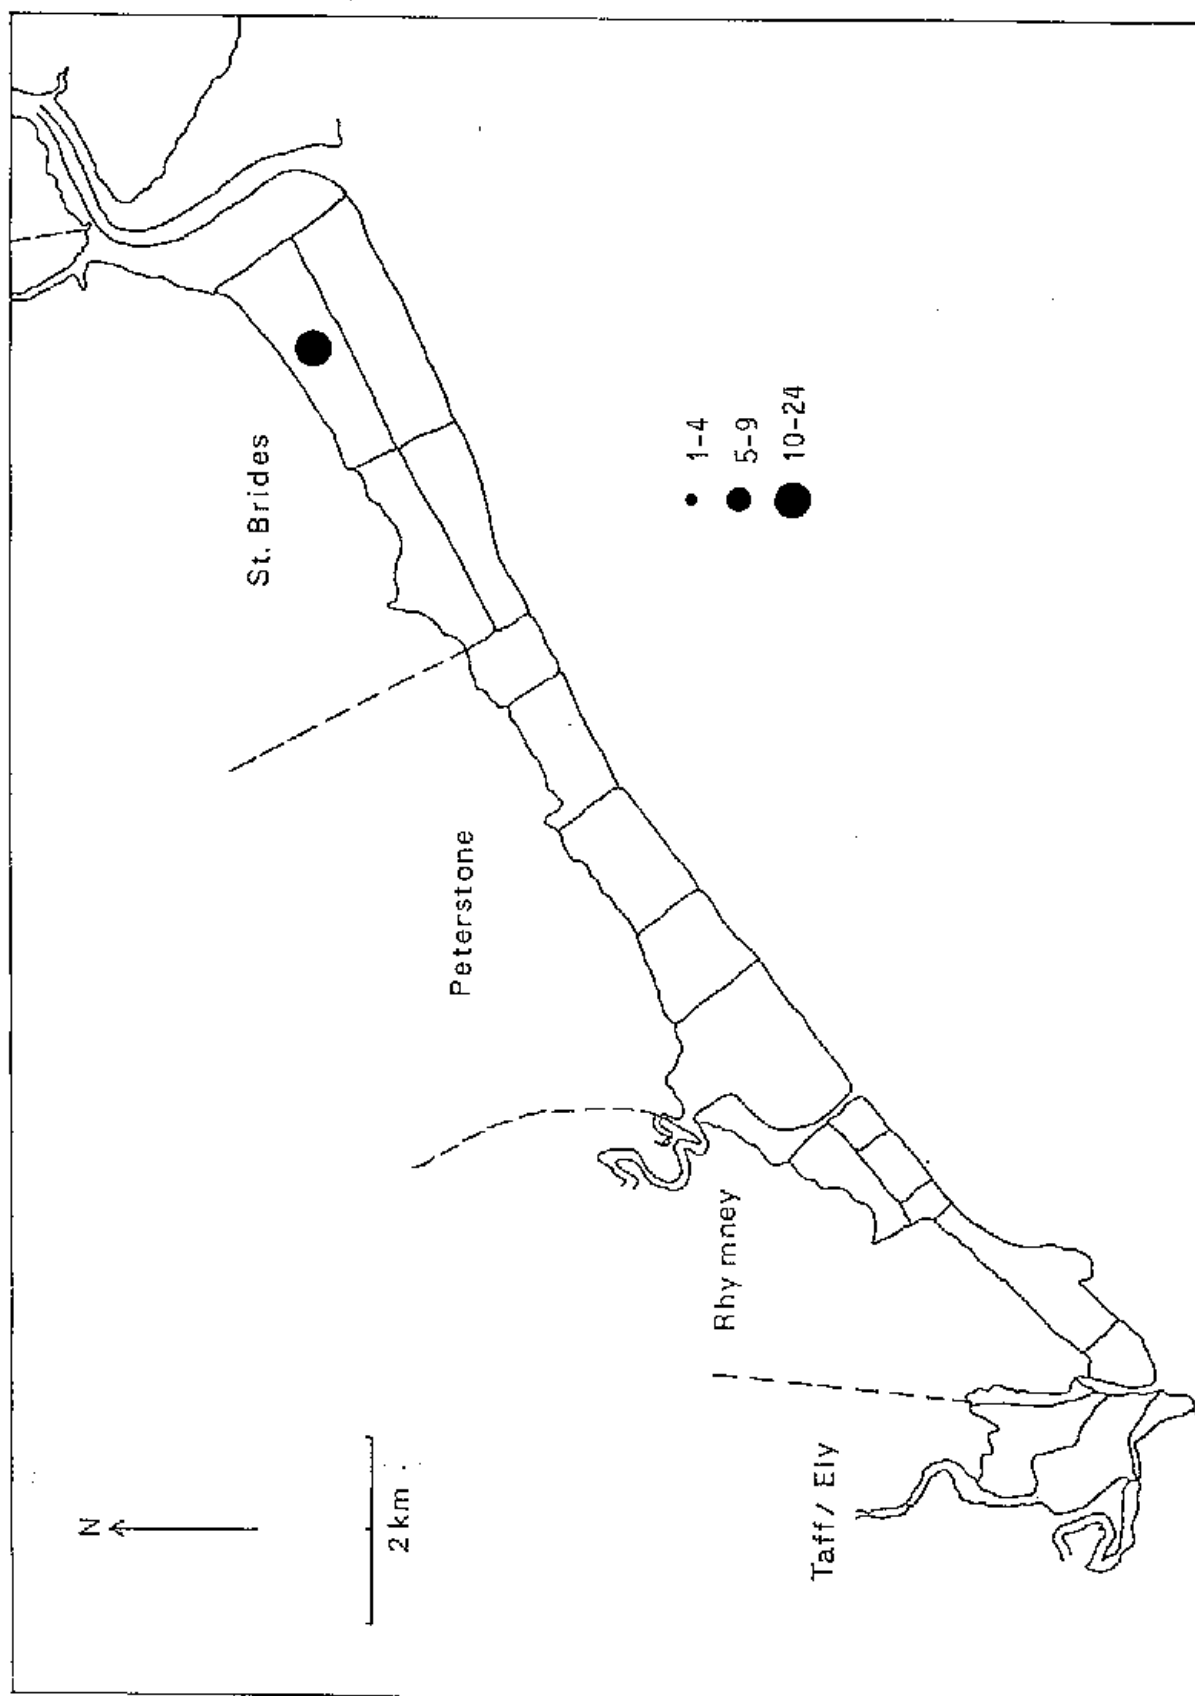 N
2 km
St. Brides
Peterstone
Rhymney
Taff / Ely
1-4
5-9
10-24